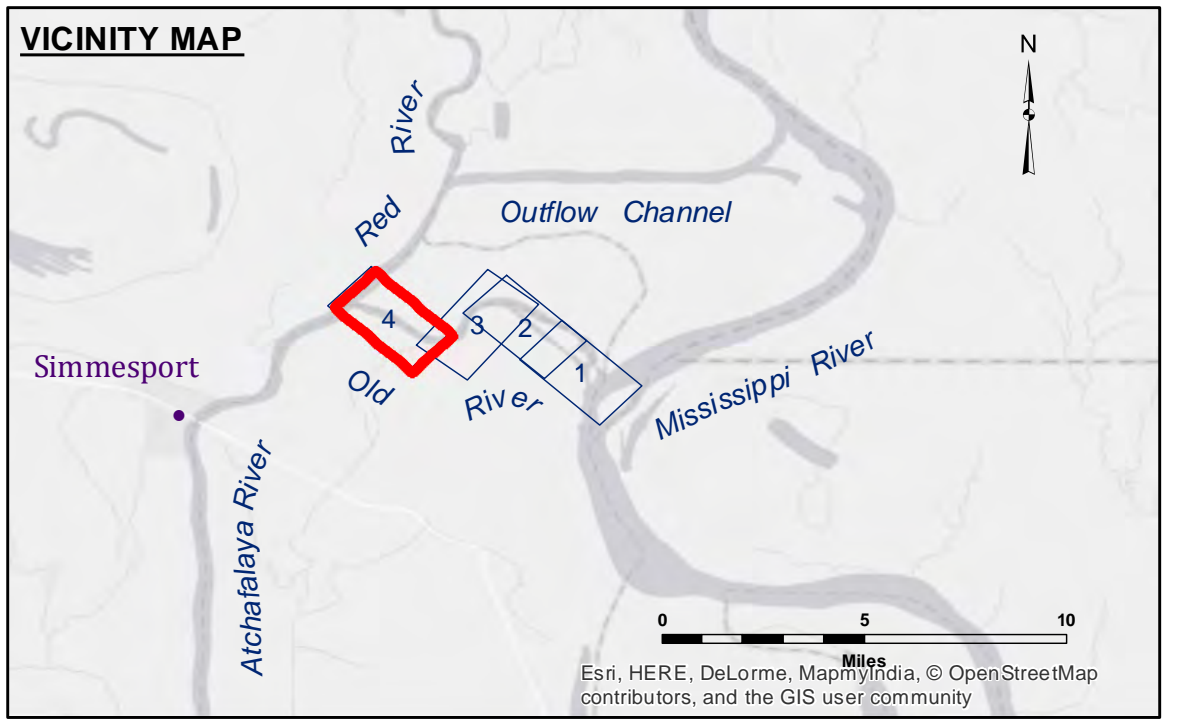 VICINITY MAP
N
Red River
Outflow Channel
4
3
2
1
Simmesport
Old River
Mississippi River
Atchafalaya River
0 5 10
Miles
Esri, HERE, DeLorme, MapmyIndia, © OpenStreetMap
contributors, and the GIS user community